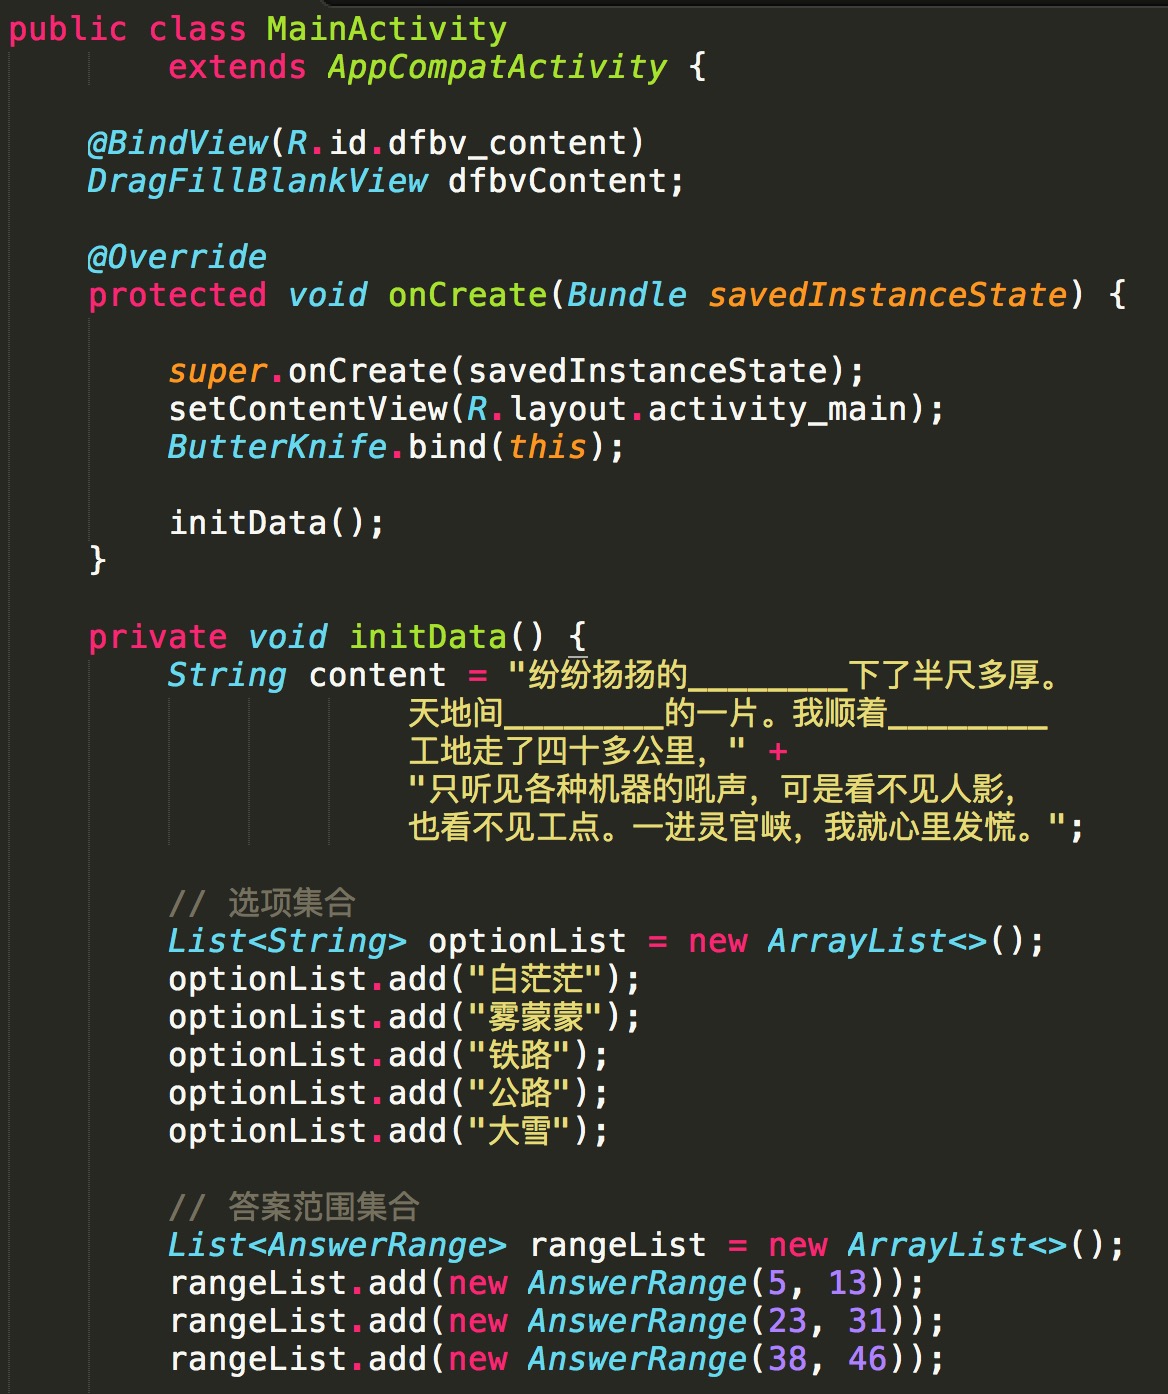 public class MainActivity
        extends AppCompatActivity {

    @BindView(R.id.dfbv_content)
    DragFillBlankView dfbvContent;

    @Override
    protected void onCreate(Bundle savedInstanceState) {

        super.onCreate(savedInstanceState);
        setContentView(R.layout.activity_main);
        ButterKnife.bind(this);

        initData();
    }

    private void initData() {
        String content = "纷纷扬扬的________下了半尺多厚。
                    天地间________的一片。我顺着________
                    工地走了四十多公里，" +
                    "只听见各种机器的吼声，可是看不见人影，
                    也看不见工点。一进灵官峡，我就心里发慌。";

        // 选项集合
        List<String> optionList = new ArrayList<>();
        optionList.add("白茫茫");
        optionList.add("雾蒙蒙");
        optionList.add("铁路");
        optionList.add("公路");
        optionList.add("大雪");

        // 答案范围集合
        List<AnswerRange> rangeList = new ArrayList<>();
        rangeList.add(new AnswerRange(5, 13));
        rangeList.add(new AnswerRange(23, 31));
        rangeList.add(new AnswerRange(38, 46));